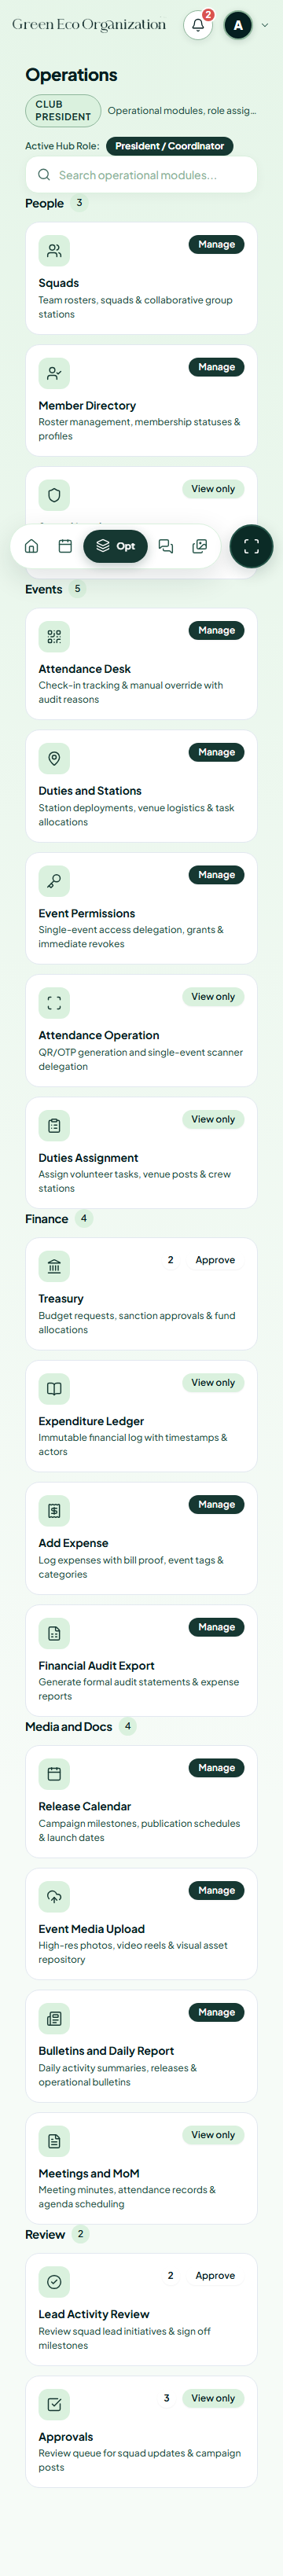 Green Eco Organization
2
A
Operations
CLUB
PRESIDENT
Operational modules, role assig...
Active Hub Role:
President / Coordinator
Search operational modules...
People 3
Manage
Squads
Team rosters, squads & collaborative group
stations
Manage
Member Directory
Roster management, membership statuses &
profiles
View only
Opt
Events 5
Manage
Attendance Desk
Check-in tracking & manual override with
audit reasons
Manage
Duties and Stations
Station deployments, venue logistics & task
allocations
Manage
Event Permissions
Single-event access delegation, grants &
immediate revokes
View only
Attendance Operation
QR/OTP generation and single-event scanner
delegation
View only
Duties Assignment
Assign volunteer tasks, venue posts & crew
stations
Finance 4
2 Approve
Treasury
Budget requests, sanction approvals & fund
allocations
View only
Expenditure Ledger
Immutable financial log with timestamps &
actors
Manage
Add Expense
Log expenses with bill proof, event tags &
categories
Manage
Financial Audit Export
Generate formal audit statements & expense
reports
Media and Docs 4
Manage
Release Calendar
Campaign milestones, publication schedules
& launch dates
Manage
Event Media Upload
High-res photos, video reels & visual asset
repository
Manage
Bulletins and Daily Report
Daily activity summaries, releases &
operational bulletins
View only
Meetings and MoM
Meeting minutes, attendance records &
agenda scheduling
Review 2
2 Approve
Lead Activity Review
Review squad lead initiatives & sign off
milestones
3 View only
Approvals
Review queue for squad updates & campaign
posts